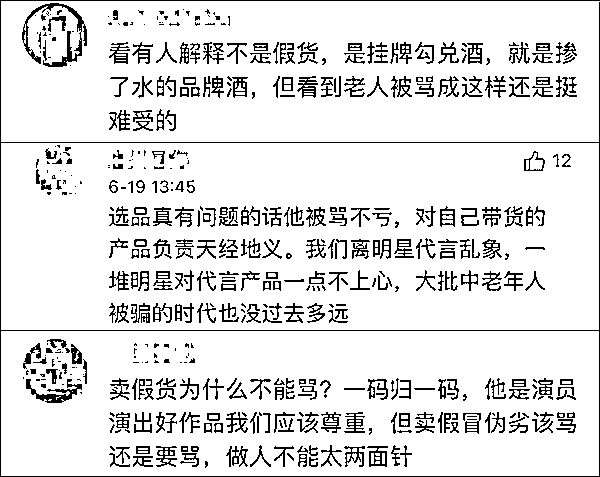 看有人解释不是假货，是挂牌勾兑酒，就是掺
了水的品牌酒，但看到老人被骂成这样还是挺
难受的
12
6-19 13:45
选品真有问题的话他被骂不亏，对自己带货的
产品负责天经地义。我们离明星代言乱象，一
堆明星对代言产品一点不上心，大批中老年人
被骗的时代也没过去多远
卖假货为什么不能骂？一码归一码，他是演员
演出好作品我们应该尊重，但卖假冒伪劣该骂
还是要骂，做人不能太两面针